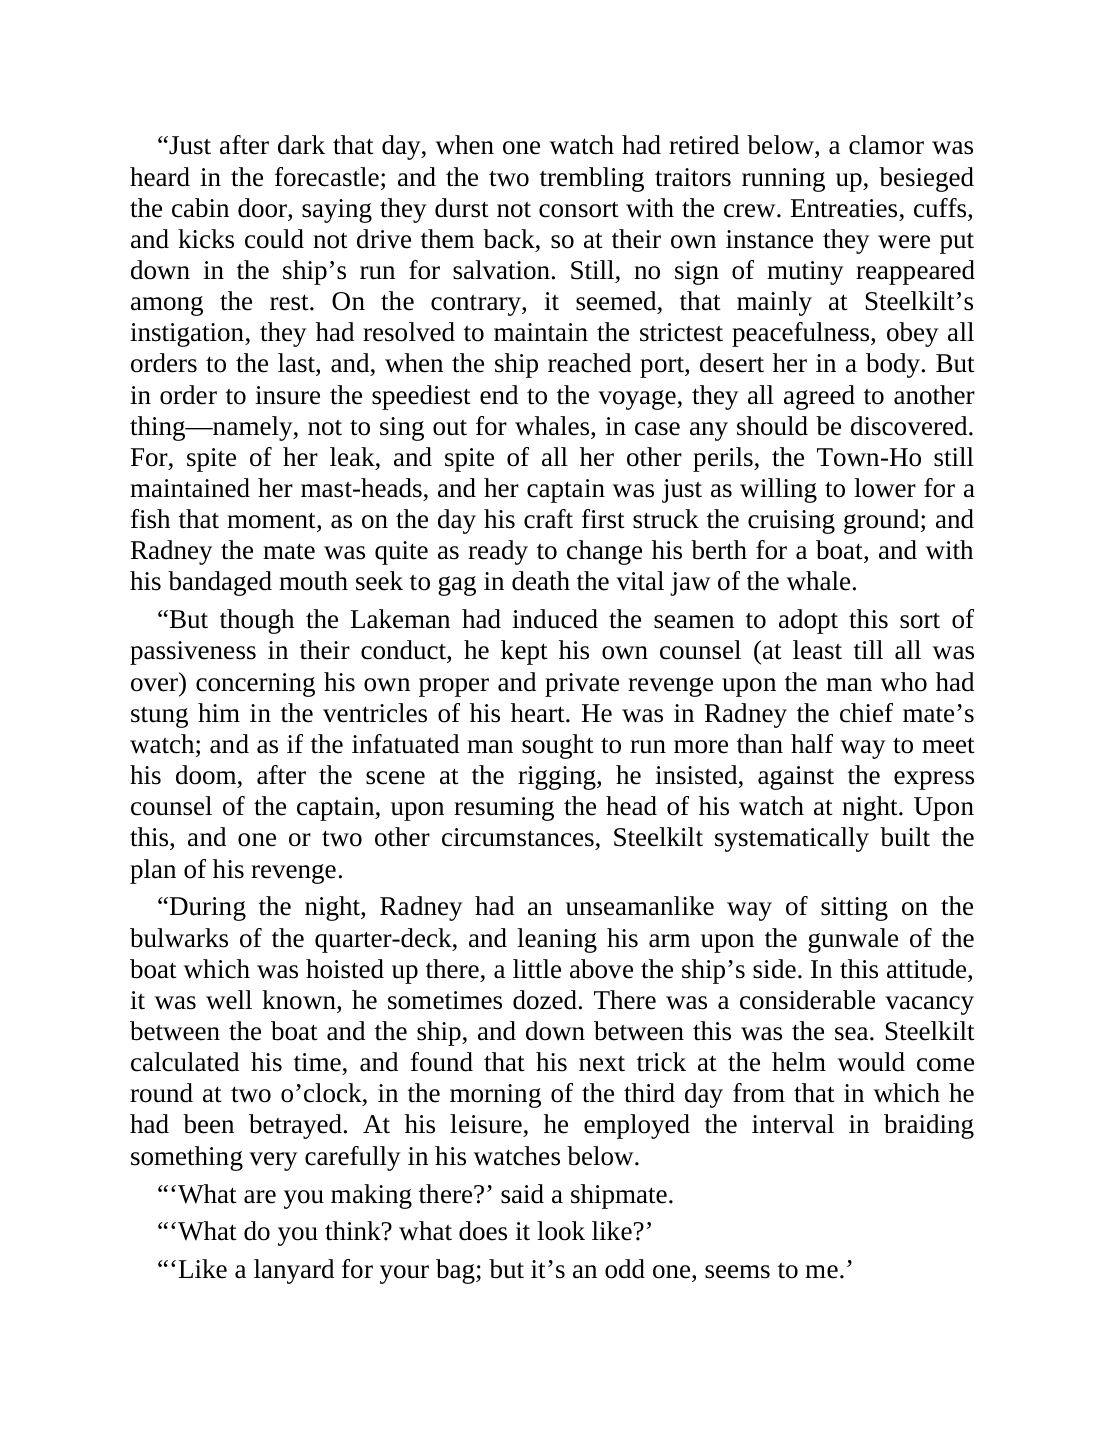 “Just after dark that day, when one watch had retired below, a clamor was
heard in the forecastle; and the two trembling traitors running up, besieged
the cabin door, saying they durst not consort with the crew. Entreaties, cuffs,
and kicks could not drive them back, so at their own instance they were put
down in the ship’s run for salvation. Still, no sign of mutiny reappeared
among the rest. On the contrary, it seemed, that mainly at Steelkilt’s
instigation, they had resolved to maintain the strictest peacefulness, obey all
orders to the last, and, when the ship reached port, desert her in a body. But
in order to insure the speediest end to the voyage, they all agreed to another
thing—namely, not to sing out for whales, in case any should be discovered.
For, spite of her leak, and spite of all her other perils, the Town-Ho still
maintained her mast-heads, and her captain was just as willing to lower for a
fish that moment, as on the day his craft first struck the cruising ground; and
Radney the mate was quite as ready to change his berth for a boat, and with
his bandaged mouth seek to gag in death the vital jaw of the whale.
“But though the Lakeman had induced the seamen to adopt this sort of
passiveness in their conduct, he kept his own counsel (at least till all was
over) concerning his own proper and private revenge upon the man who had
stung him in the ventricles of his heart. He was in Radney the chief mate’s
watch; and as if the infatuated man sought to run more than half way to meet
his doom, after the scene at the rigging, he insisted, against the express
counsel of the captain, upon resuming the head of his watch at night. Upon
this, and one or two other circumstances, Steelkilt systematically built the
plan of his revenge.
“During the night, Radney had an unseamanlike way of sitting on the
bulwarks of the quarter-deck, and leaning his arm upon the gunwale of the
boat which was hoisted up there, a little above the ship’s side. In this attitude,
it was well known, he sometimes dozed. There was a considerable vacancy
between the boat and the ship, and down between this was the sea. Steelkilt
calculated his time, and found that his next trick at the helm would come
round at two o’clock, in the morning of the third day from that in which he
had been betrayed. At his leisure, he employed the interval in braiding
something very carefully in his watches below.
“‘What are you making there?’ said a shipmate.
“‘What do you think? what does it look like?’
“‘Like a lanyard for your bag; but it’s an odd one, seems to me.’